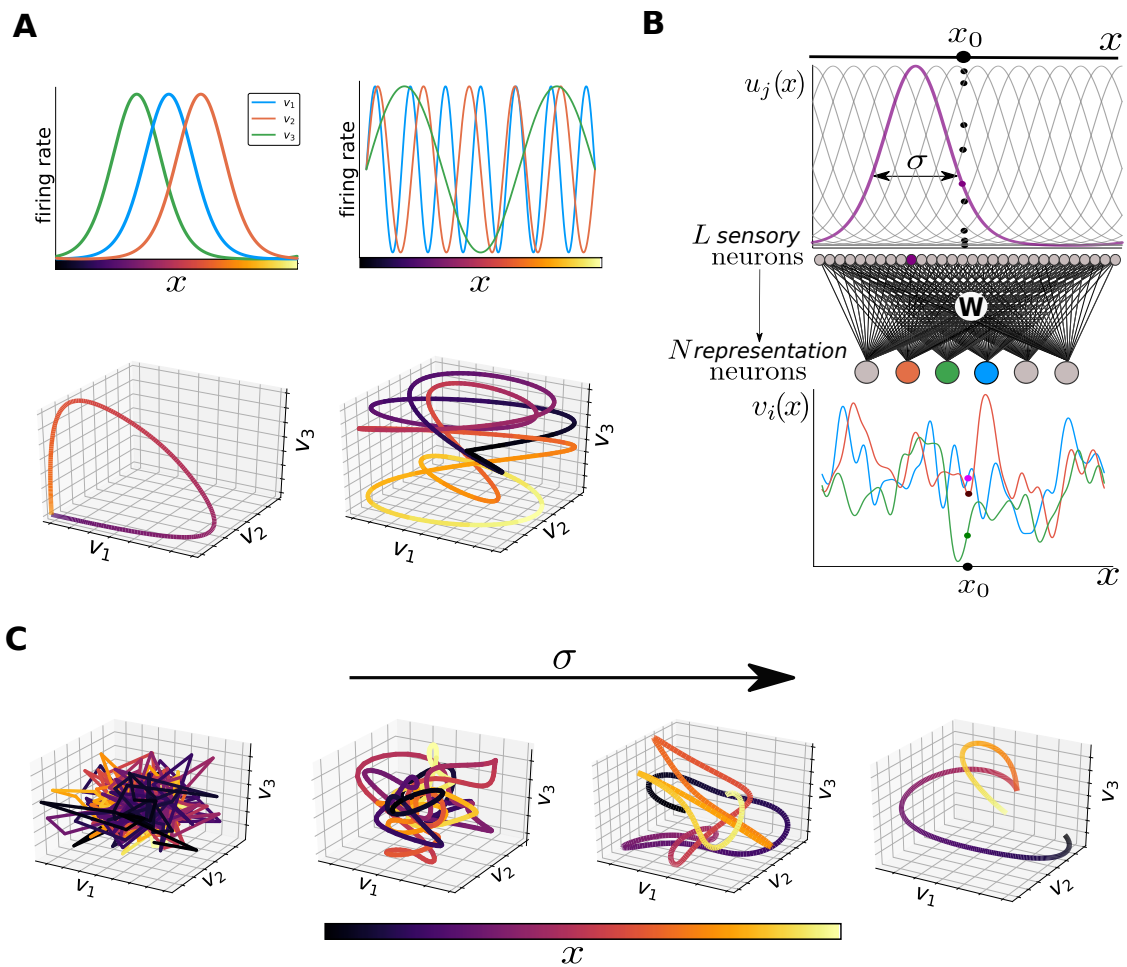 A
firing rate
v₁
v₂
v₃
x
firing rate
x
v₁
v₂
v₃
v₁
v₂
v₃
B
x₀
x
uⱼ(x)
σ
L sensory
neurons
W
N representation
neurons
vᵢ(x)
x₀
x
C
σ
v₁
v₂
v₃
v₁
v₂
v₃
v₁
v₂
v₃
v₁
v₂
v₃
x